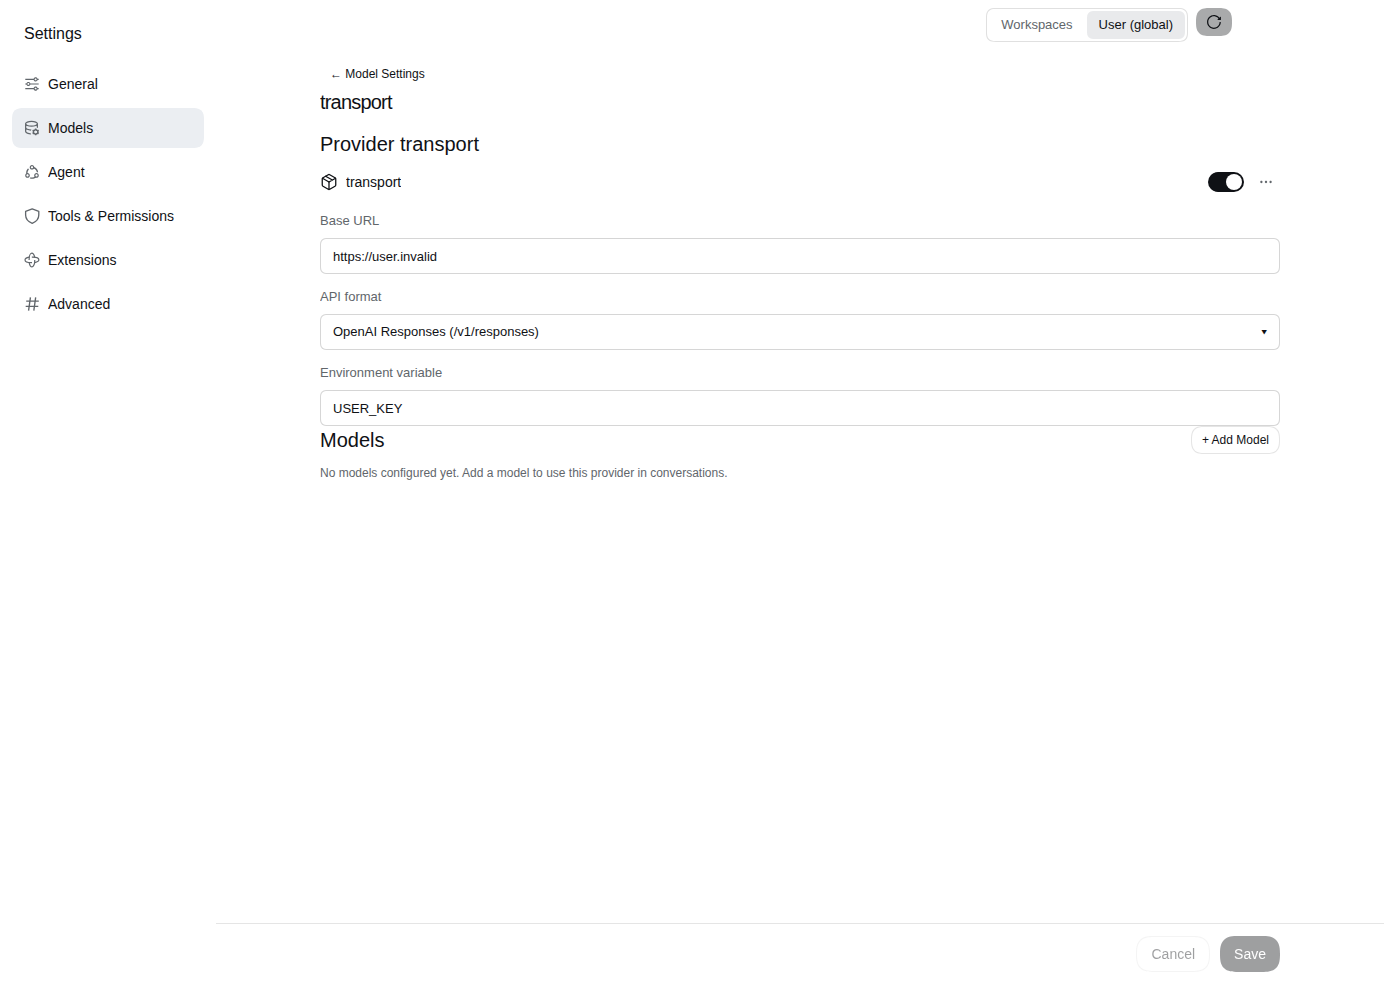 Settings
Workspaces
User (global)
General
Models
Agent
Tools & Permissions
Extensions
Advanced
← Model Settings
transport
Provider transport
transport
Base URL
https://user.invalid
API format
OpenAI Responses (/v1/responses)
Environment variable
USER_KEY
Models
+ Add Model
No models configured yet. Add a model to use this provider in conversations.
Cancel
Save